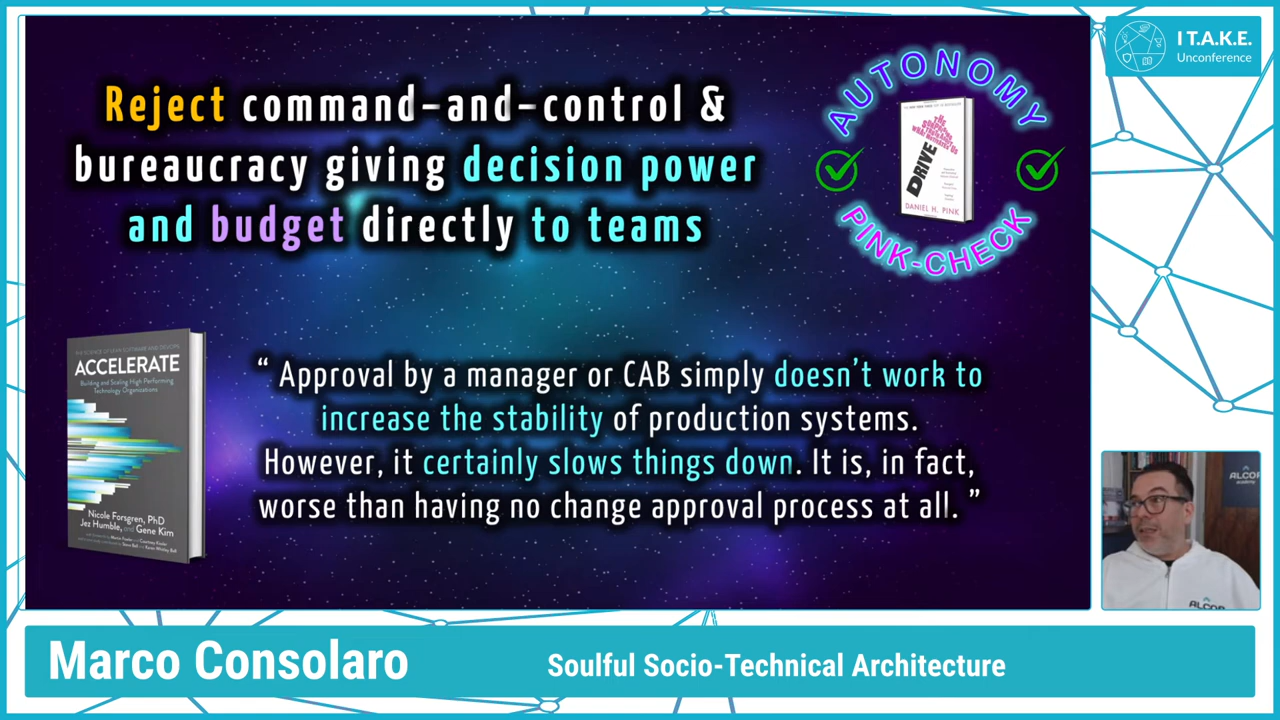 I T.A.K.E.
Unconference
Reject command-and-control &
bureaucracy giving decision power
and budget directly to teams
AUTONOMY
DRIVE
DANIEL H. PINK
PINK-CHECK
ACCELERATE
Building and Scaling High Performing
Technology Organizations
Nicole Forsgren, PhD
Jez Humble, and Gene Kim
“ Approval by a manager or CAB simply doesn’t work to
increase the stability of production systems.
However, it certainly slows things down. It is, in fact,
worse than having no change approval process at all. ”
ALCOR
academy
ALCOR
Marco Consolaro
Soulful Socio-Technical Architecture